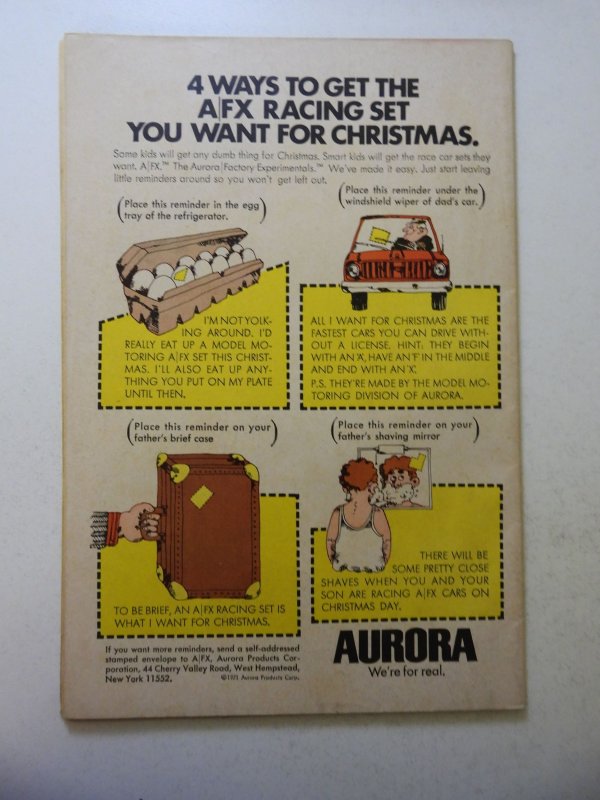 4 WAYS TO GET THE
A|FX RACING SET
YOU WANT FOR CHRISTMAS.
Some kids will get any dumb thing for Christmas. Smart kids will get the race car sets they
want. A|FX.™ The Aurora|Factory Experimentals.™ We've made it easy. Just start leaving
little reminders around so you won't get left out.
(Place this reminder in the egg
tray of the refrigerator.)
I'M NOT YOLK-
ING AROUND. I'D
REALLY EAT UP A MODEL MO-
TORING A|FX SET THIS CHRIST-
MAS. I'LL ALSO EAT UP ANY-
THING YOU PUT ON MY PLATE
UNTIL THEN.
(Place this reminder under the
windshield wiper of dad's car.)
ALL I WANT FOR CHRISTMAS ARE THE
FASTEST CARS YOU CAN DRIVE WITH-
OUT A LICENSE. HINT: THEY BEGIN
WITH AN 'A', HAVE AN 'F' IN THE MIDDLE
AND END WITH AN 'X'.
P.S. THEY'RE MADE BY THE MODEL MO-
TORING DIVISION OF AURORA.
(Place this reminder on your
father's brief case)
TO BE BRIEF, AN A|FX RACING SET IS
WHAT I WANT FOR CHRISTMAS.
(Place this reminder on your
father's shaving mirror)
THERE WILL BE
SOME PRETTY CLOSE
SHAVES WHEN YOU AND YOUR
SON ARE RACING A|FX CARS ON
CHRISTMAS DAY.
If you want more reminders, send a self-addressed
stamped envelope to A|FX, Aurora Products Cor-
poration, 44 Cherry Valley Road, West Hempstead,
New York 11552.
©1971 Aurora Products Corp.
AURORA
We're for real.